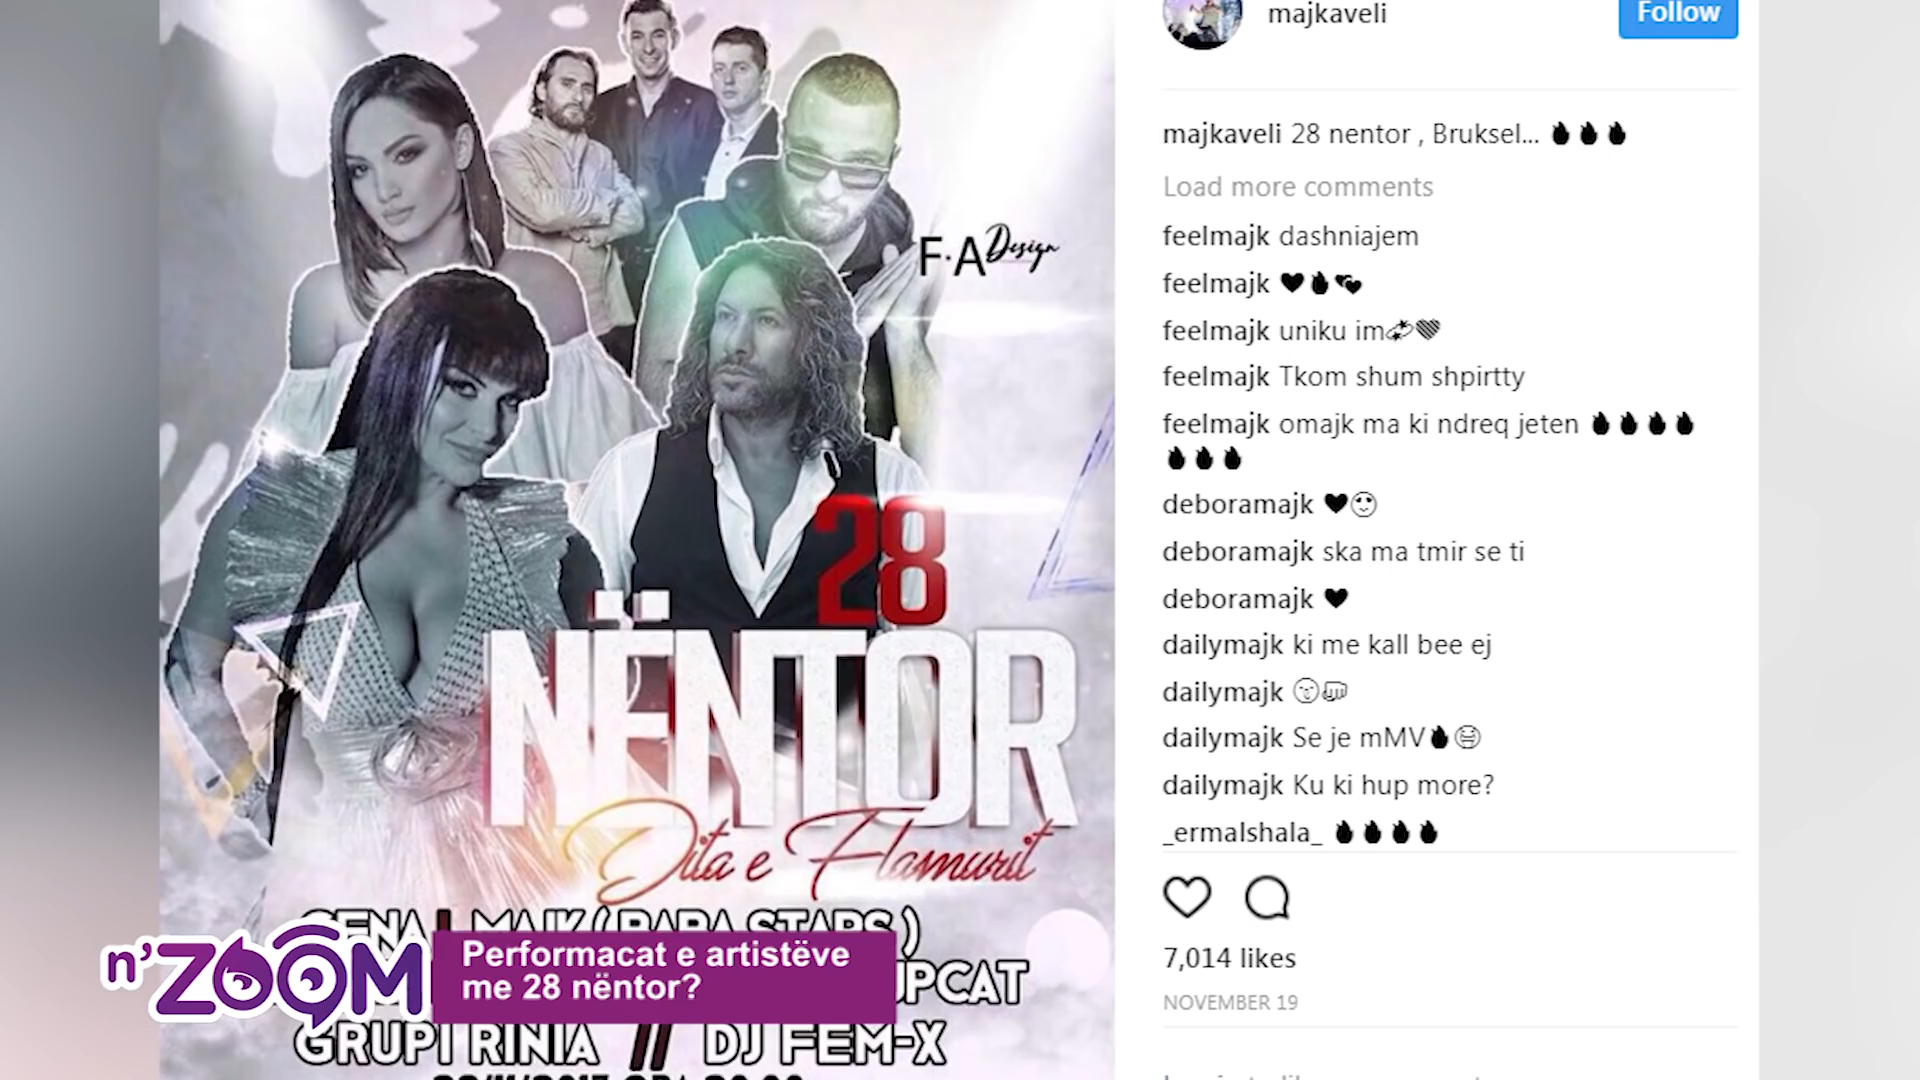 majkaveli
Follow
majkaveli 28 nentor , Bruksel...
Load more comments
feelmajk dashniajem
feelmajk
feelmajk uniku im
feelmajk Tkom shum shpirtty
feelmajk omajk ma ki ndreq jeten
deboramajk
deboramajk ska ma tmir se ti
deboramajk
dailymajk ki me kall bee ej
dailymajk
dailymajk Se je mMV
dailymajk Ku ki hup more?
_ermalshala_
7,014 likes
NOVEMBER 19
F.A Design
28
NËNTOR
Dita e Flamurit
MAJK ( BABA STARS )
GRUPI RINIA // DJ FEM-X
n'ZOOM
Performacat e artistëve
me 28 nëntor?